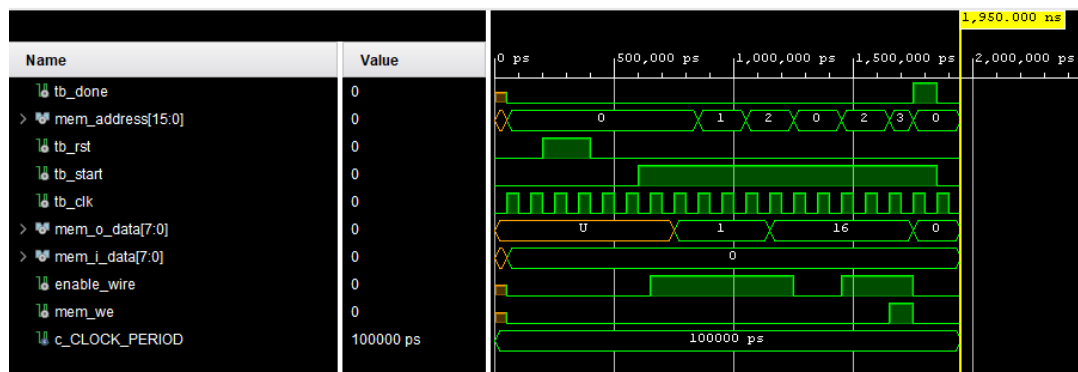 1,950.000 ns
Name Value 0 ps 500,000 ps 1,000,000 ps 1,500,000 ps 2,000,000 ps
tb_done 0
mem_address[15:0] 0 0 1 2 0 2 3 0
tb_rst 0
tb_start 0
tb_clk 0
mem_o_data[7:0] 0 U 1 16 0
mem_i_data[7:0] 0 0
enable_wire 0
mem_we 0
c_CLOCK_PERIOD 100000 ps 100000 ps